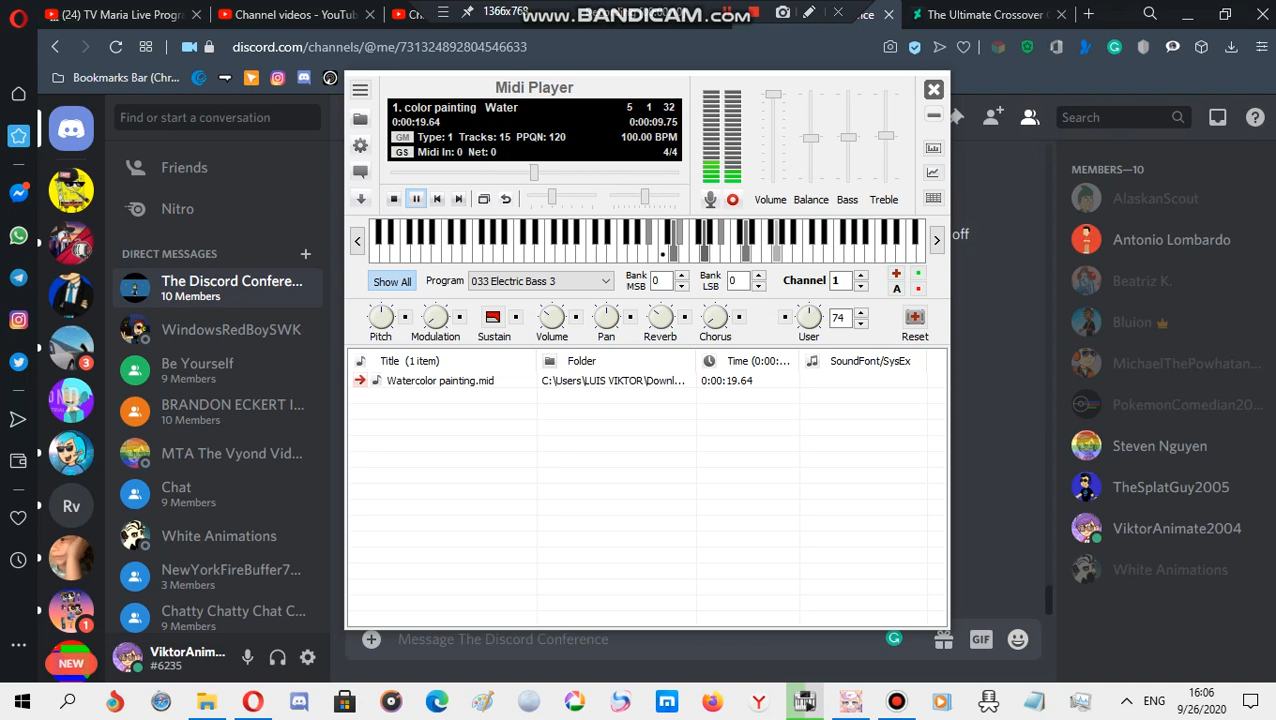 (24) TV Maria Live Progra
Channel videos - YouTube
Ch
1366x768
www.BANDICAM.com
ence
The Ultimate Crossover C
discord.com/channels/@me/731324892804546633
Bookmarks Bar (Chr...
Find or start a conversation
Search
Friends
Nitro
DIRECT MESSAGES
The Discord Confere...
10 Members
WindowsRedBoySWK
Be Yourself
9 Members
BRANDON ECKERT I...
10 Members
MTA The Vyond Vid...
Chat
9 Members
White Animations
NewYorkFireBuffer7...
3 Members
Chatty Chatty Chat C...
9 Members
3
Rv
1
NEW
ViktorAnim...
#6235
Midi Player
1. color painting Water 5 1 32
0:00:19.64 0:00:09.75
GM Type: 1 Tracks: 15 PPQN: 120 100.00 BPM
GS Midi In: 0 Net: 0 4/4
Volume Balance Bass Treble
off
Show All Program 033 Electric Bass 3 Bank MSB 0 Bank LSB 0 Channel 1 A
74
Pitch Modulation Sustain Volume Pan Reverb Chorus User Reset
Title (1 item) Folder Time (0:00:... SoundFont/SysEx
Watercolor painting.mid C:\Users\LUIS VIKTOR\Downl... 0:00:19.64
Message The Discord Conference
GIF
MEMBERS—10
AlaskanScout
Antonio Lombardo
Beatriz K.
Bluion
MichaelThePowhatan...
PokemonComedian20...
Steven Nguyen
TheSplatGuy2005
ViktorAnimate2004
White Animations
ENG
16:06
9/26/2020